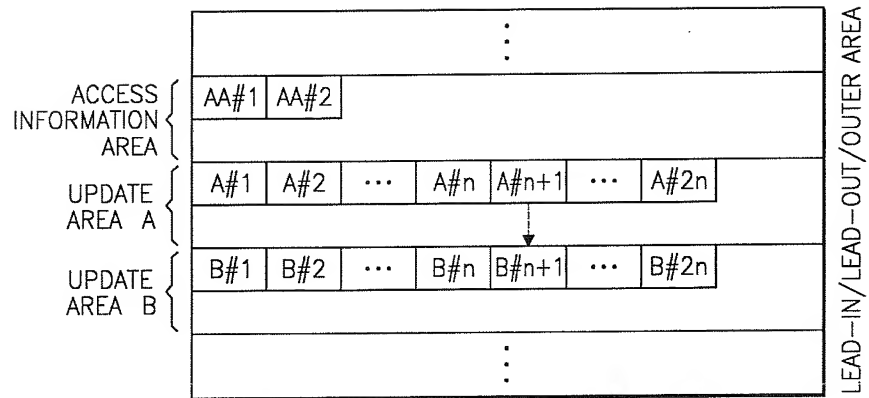 ⋮
ACCESS
INFORMATION
AREA
AA#1 AA#2
UPDATE
AREA A
A#1 A#2 ⋯ A#n A#n+1 ⋯ A#2n
UPDATE
AREA B
B#1 B#2 ⋯ B#n B#n+1 ⋯ B#2n
⋮
LEAD-IN/LEAD-OUT/OUTER AREA